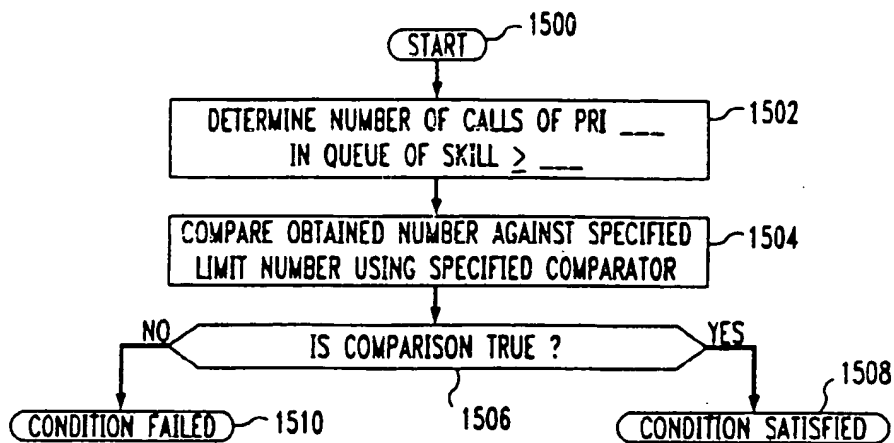 START
1500
DETERMINE NUMBER OF CALLS OF PRI ___
IN QUEUE OF SKILL ≥ ___
1502
COMPARE OBTAINED NUMBER AGAINST SPECIFIED
LIMIT NUMBER USING SPECIFIED COMPARATOR
1504
NO
IS COMPARISON TRUE ?
YES
1506
CONDITION FAILED
1510
CONDITION SATISFIED
1508